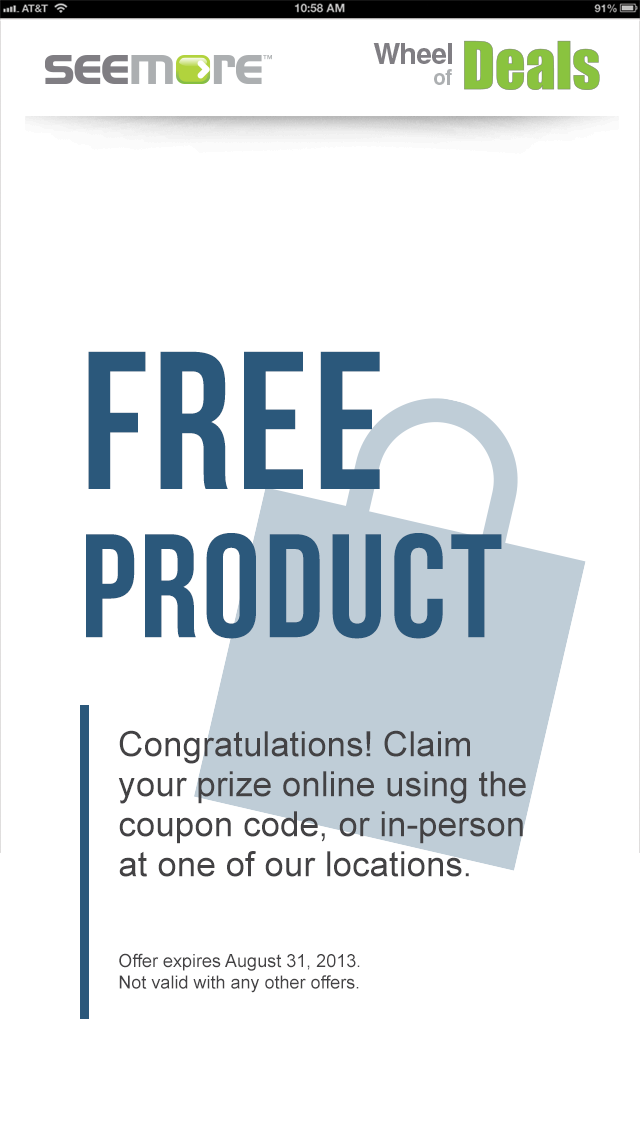 AT&T 10:58 AM 91%
SEEMORE™ Wheel of Deals
FREE
PRODUCT
Congratulations! Claim
your prize online using the
coupon code, or in-person
at one of our locations.
Offer expires August 31, 2013.
Not valid with any other offers.